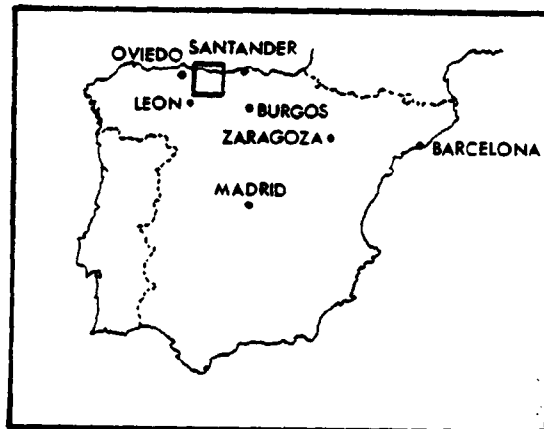 OVIEDO SANTANDER
LEON
BURGOS
ZARAGOZA
BARCELONA
MADRID